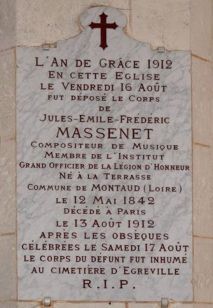 L'An de Grâce 1912
en cette Eglise
le Vendredi 16 Août
fut déposé le Corps
de
Jules-Emile-Frederic
MASSENET
Compositeur de Musique
Membre de l'Institut
Grand Officier de la Légion d'Honneur
Né à la Terrasse
Commune de Montaud (Loire)
le 12 Mai 1842
Décédé à Paris
le 13 Août 1912
Après les obsèques
célébrées le Samedi 17 Août
le corps du défunt fut inhumé
au cimetière d'Egreville
R.I.P.